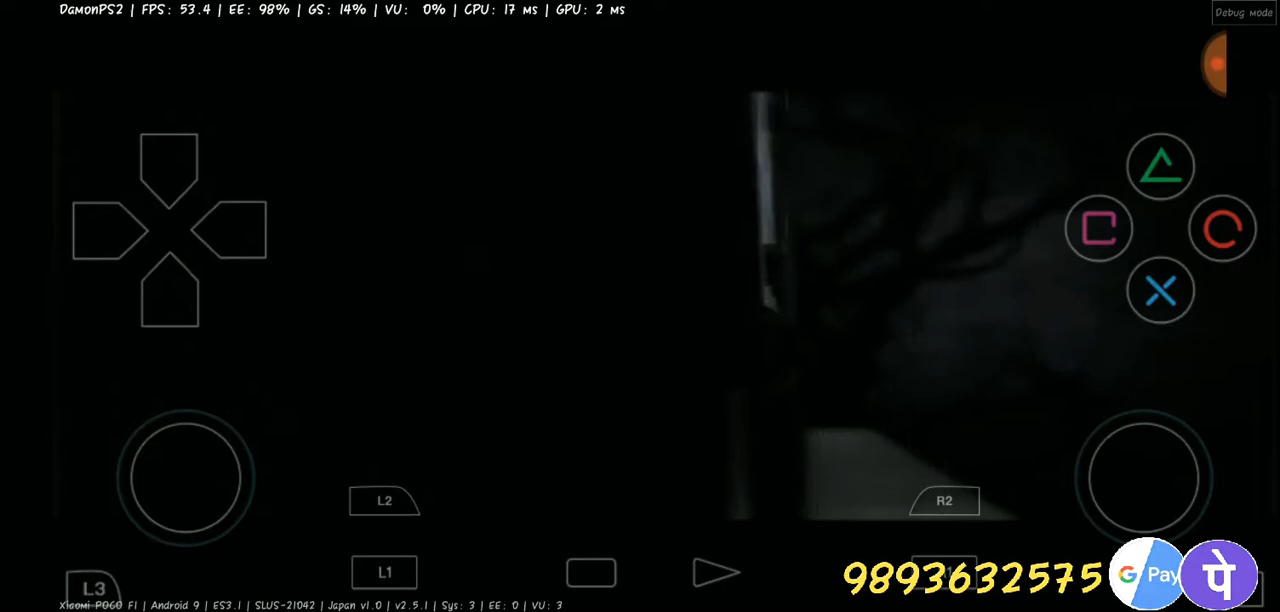 DamonPS2 | FPS: 53.4 | EE: 98% | GS: 14% | VU: 0% | CPU: 17 ms | GPU: 2 ms
Debug mode
L2
R2
L1
9893632575
G Pay
पे
L3
Xiaomi POCO F1 | Android 9 | ES3.1 | SLUS-21042 | Japan v1.0 | v2.5.1 | Sys: 3 | EE: 0 | VU: 3